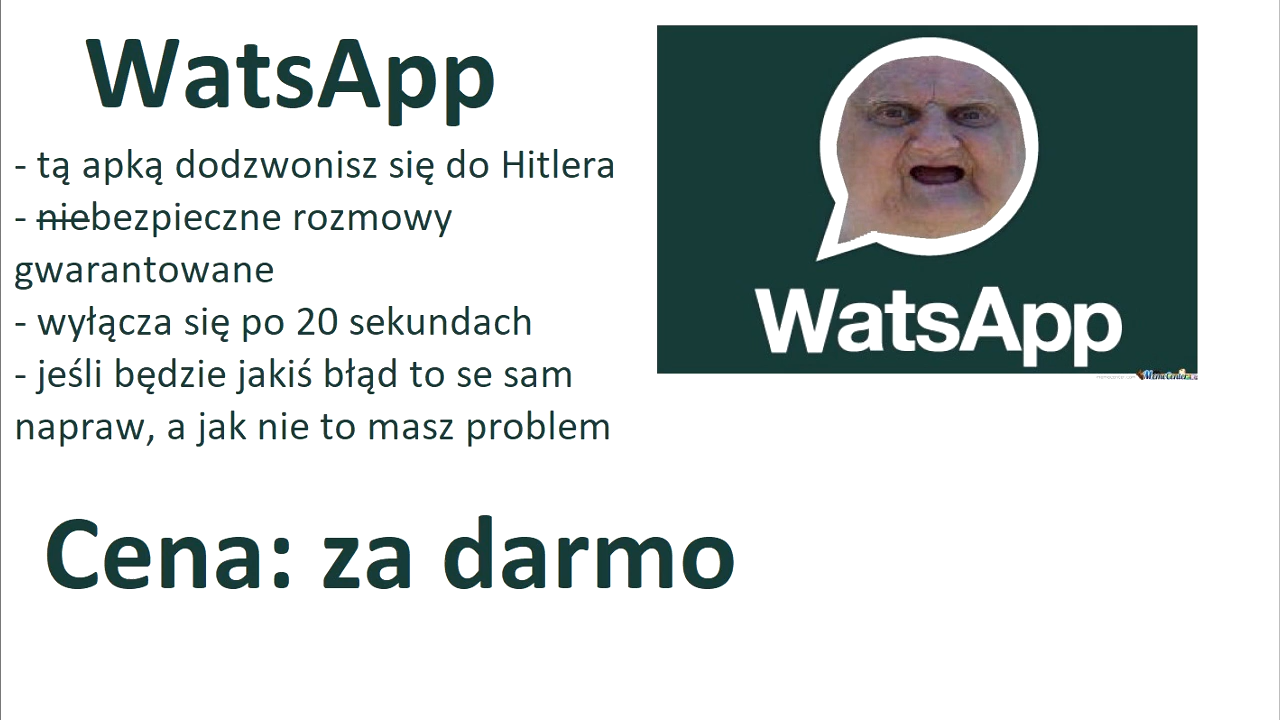 WatsApp
- tą apką dodzwonisz się do Hitlera
- niebezpieczne rozmowy
gwarantowane
- wyłącza się po 20 sekundach
- jeśli będzie jakiś błąd to se sam
napraw, a jak nie to masz problem
Cena: za darmo
WatsApp